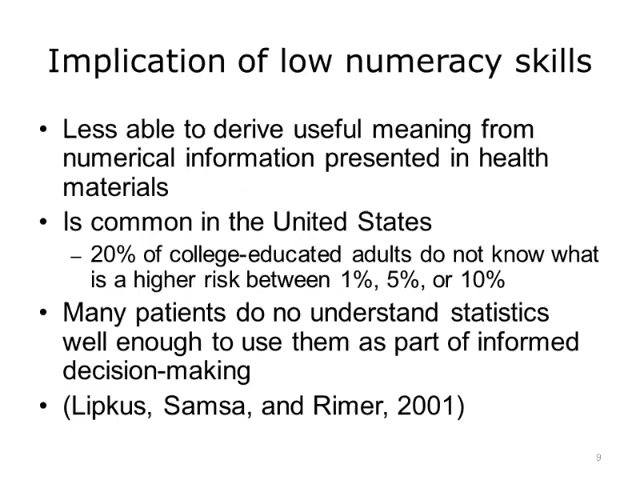 Implication of low numeracy skills
• Less able to derive useful meaning from
numerical information presented in health
materials
• Is common in the United States
– 20% of college-educated adults do not know what
is a higher risk between 1%, 5%, or 10%
• Many patients do no understand statistics
well enough to use them as part of informed
decision-making
• (Lipkus, Samsa, and Rimer, 2001)
9